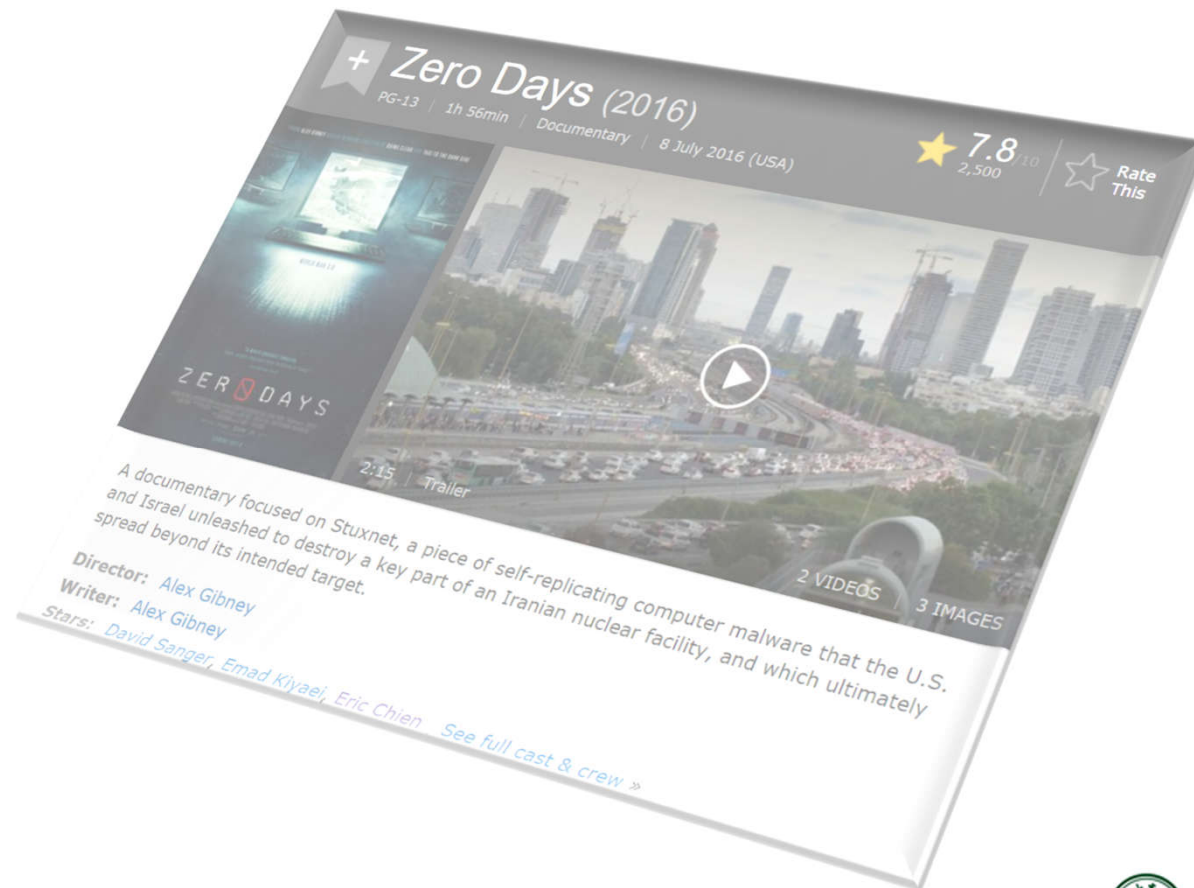 +
Zero Days (2016)
PG-13 | 1h 56min | Documentary | 8 July 2016 (USA)
7.8/10
2,500
Rate
This
ZERO DAYS
2:15 Trailer
2 VIDEOS | 3 IMAGES
A documentary focused on Stuxnet, a piece of self-replicating computer malware that the U.S.
and Israel unleashed to destroy a key part of an Iranian nuclear facility, and which ultimately
spread beyond its intended target.
Director: Alex Gibney
Writer: Alex Gibney
Stars: David Sanger, Emad Kiyaei, Eric Chien See full cast & crew »